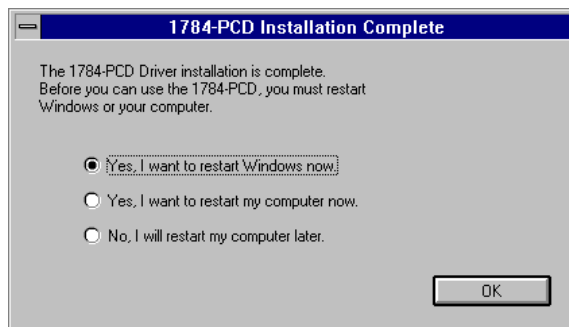 1784-PCD Installation Complete
The 1784-PCD Driver installation is complete.
Before you can use the 1784-PCD, you must restart
Windows or your computer.
Yes, I want to restart Windows now.
Yes, I want to restart my computer now.
No, I will restart my computer later.
OK